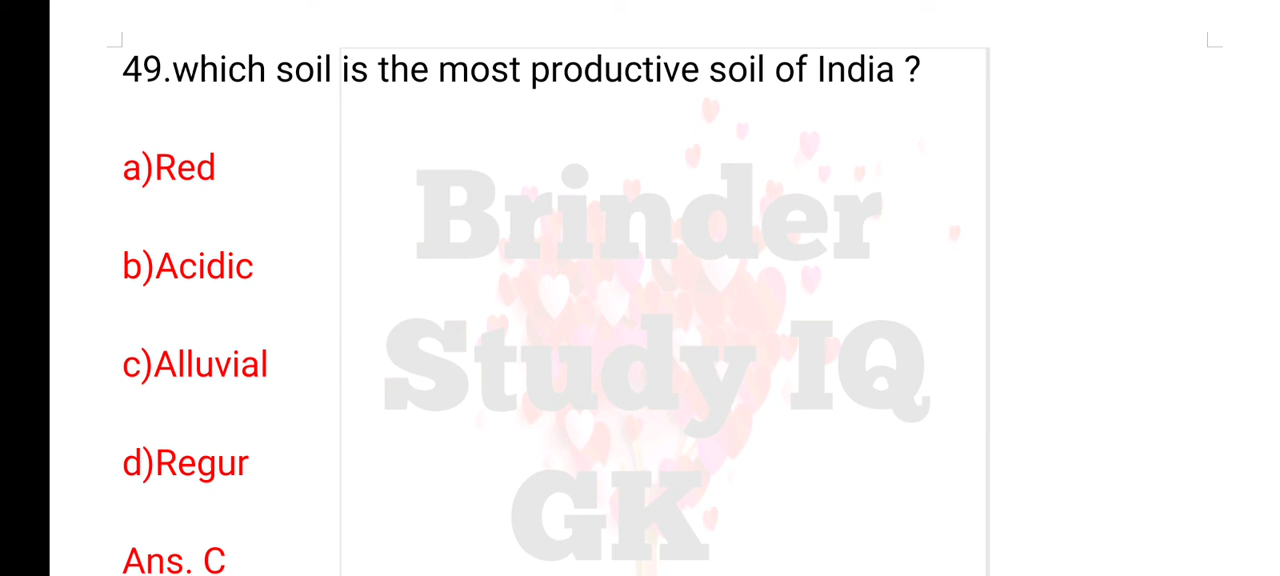 49.which soil is the most productive soil of India ?
a)Red
b)Acidic
c)Alluvial
d)Regur
Ans. C
Brinder
Study IQ
GK